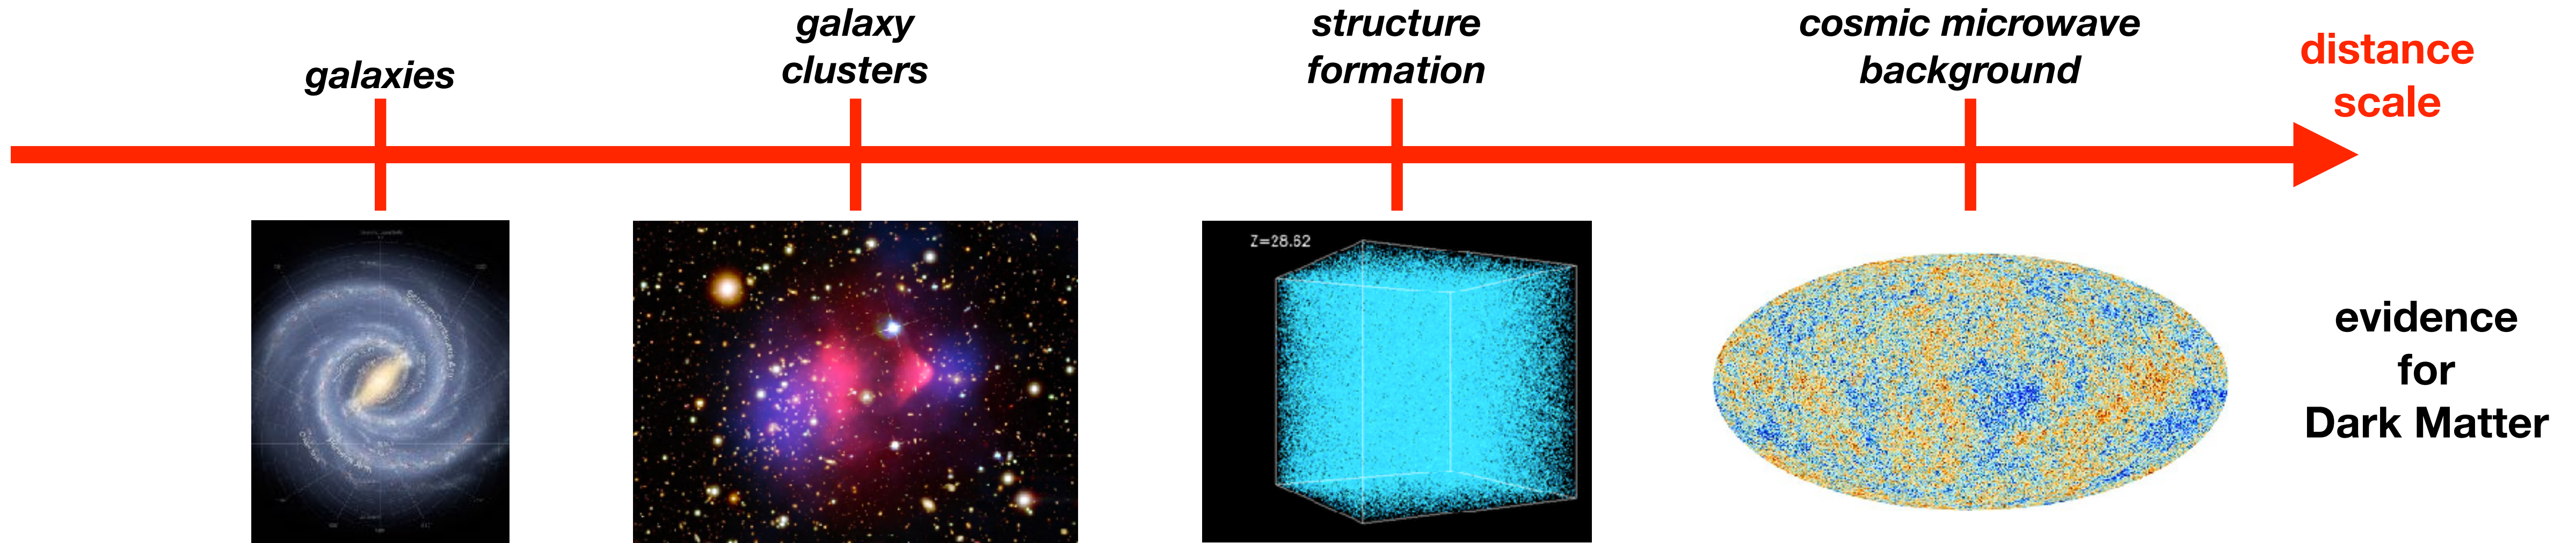 galaxies
galaxy
clusters
structure
formation
cosmic microwave
background
distance
scale
Z=28.62
evidence
for
Dark Matter